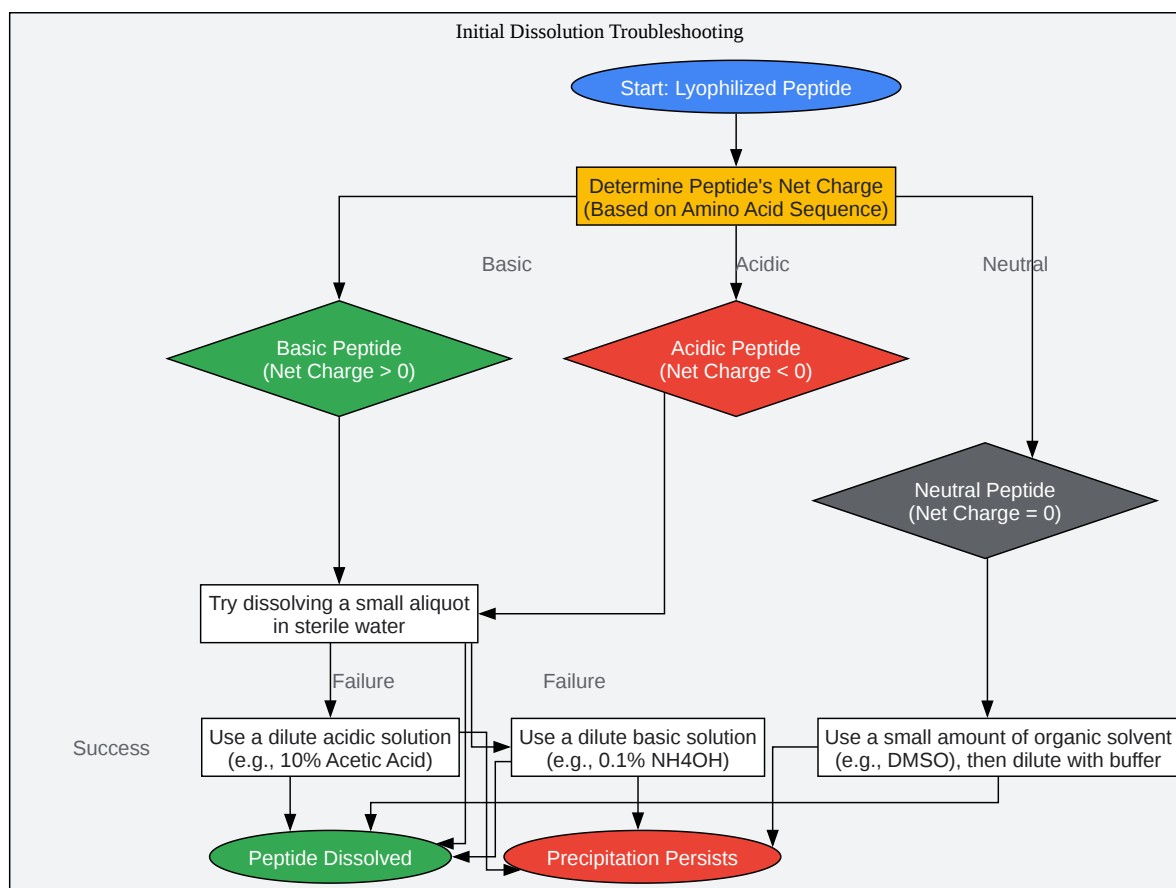 Initial Dissolution Troubleshooting
Start: Lyophilized Peptide
Determine Peptide's Net Charge
(Based on Amino Acid Sequence)
Basic
Acidic
Neutral
Basic Peptide
(Net Charge > 0)
Acidic Peptide
(Net Charge < 0)
Neutral Peptide
(Net Charge = 0)
Try dissolving a small aliquot
in sterile water
Failure
Failure
Success
Use a dilute acidic solution
(e.g., 10% Acetic Acid)
Use a dilute basic solution
(e.g., 0.1% NH4OH)
Use a small amount of organic solvent
(e.g., DMSO), then dilute with buffer
Peptide Dissolved
Precipitation Persists